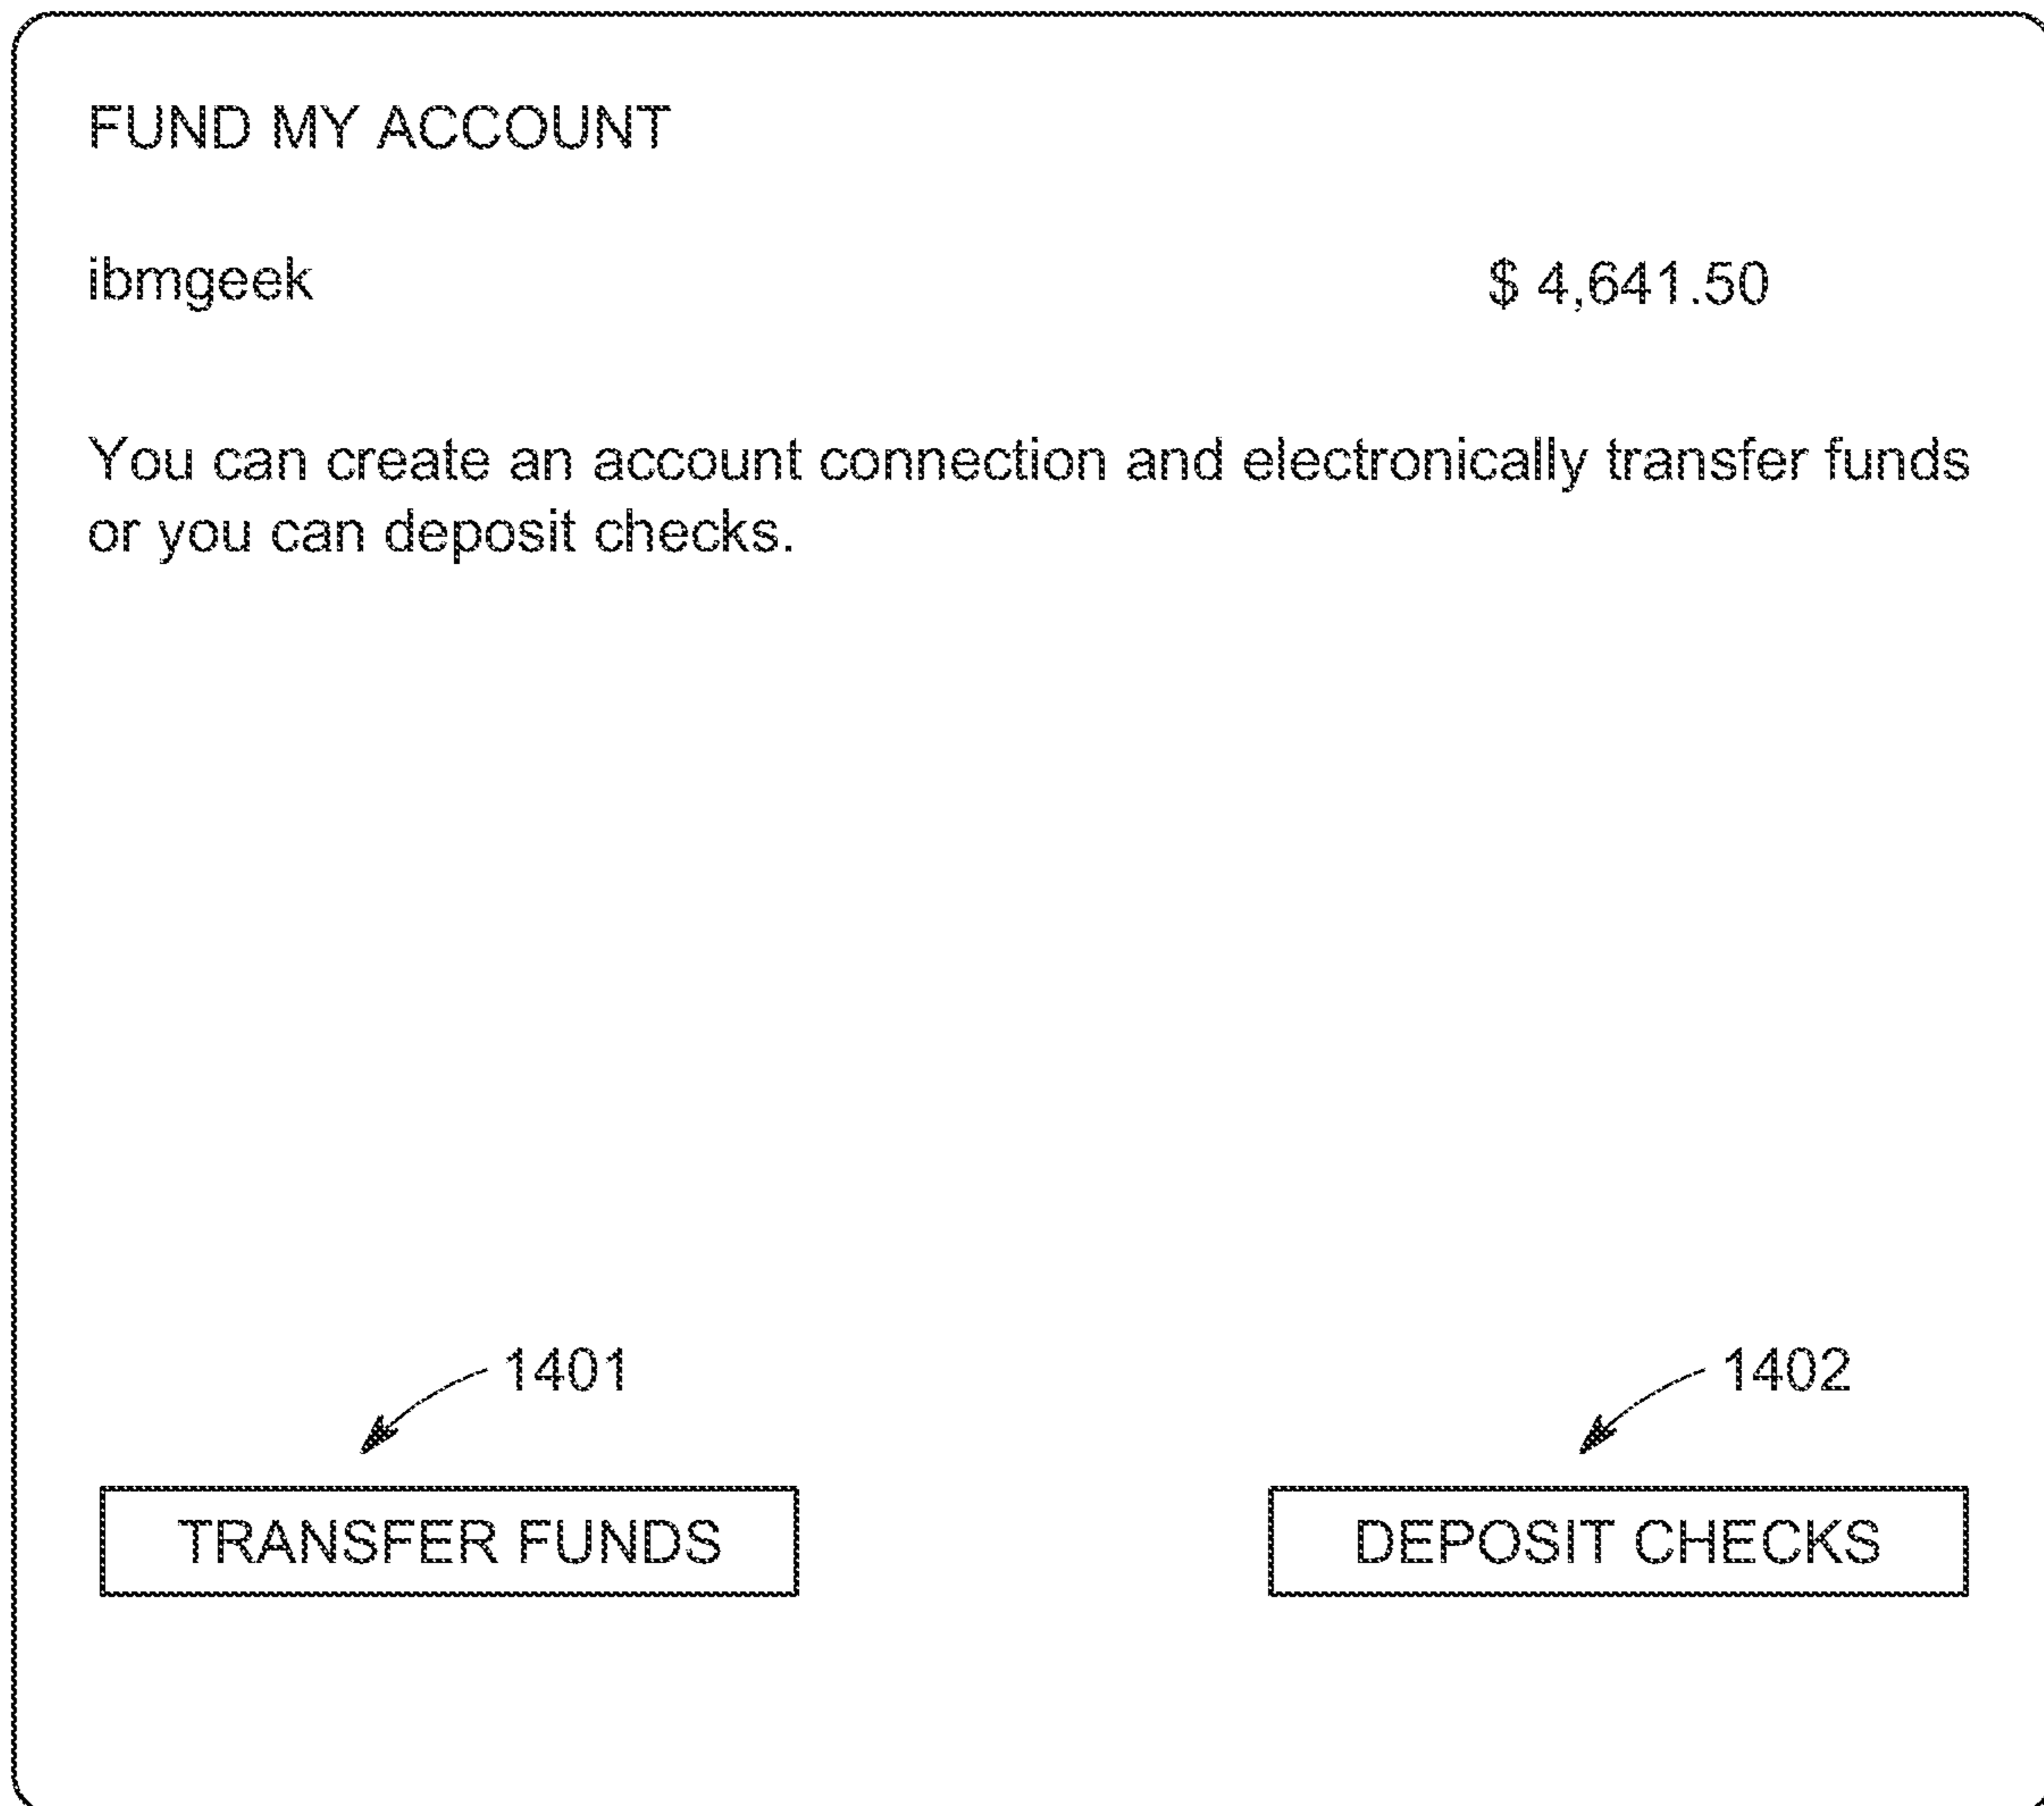 FUND MY ACCOUNT
ibmgeek $ 4,641.50
You can create an account connection and electronically transfer funds
or you can deposit checks.
1401 1402
TRANSFER FUNDS DEPOSIT CHECKS